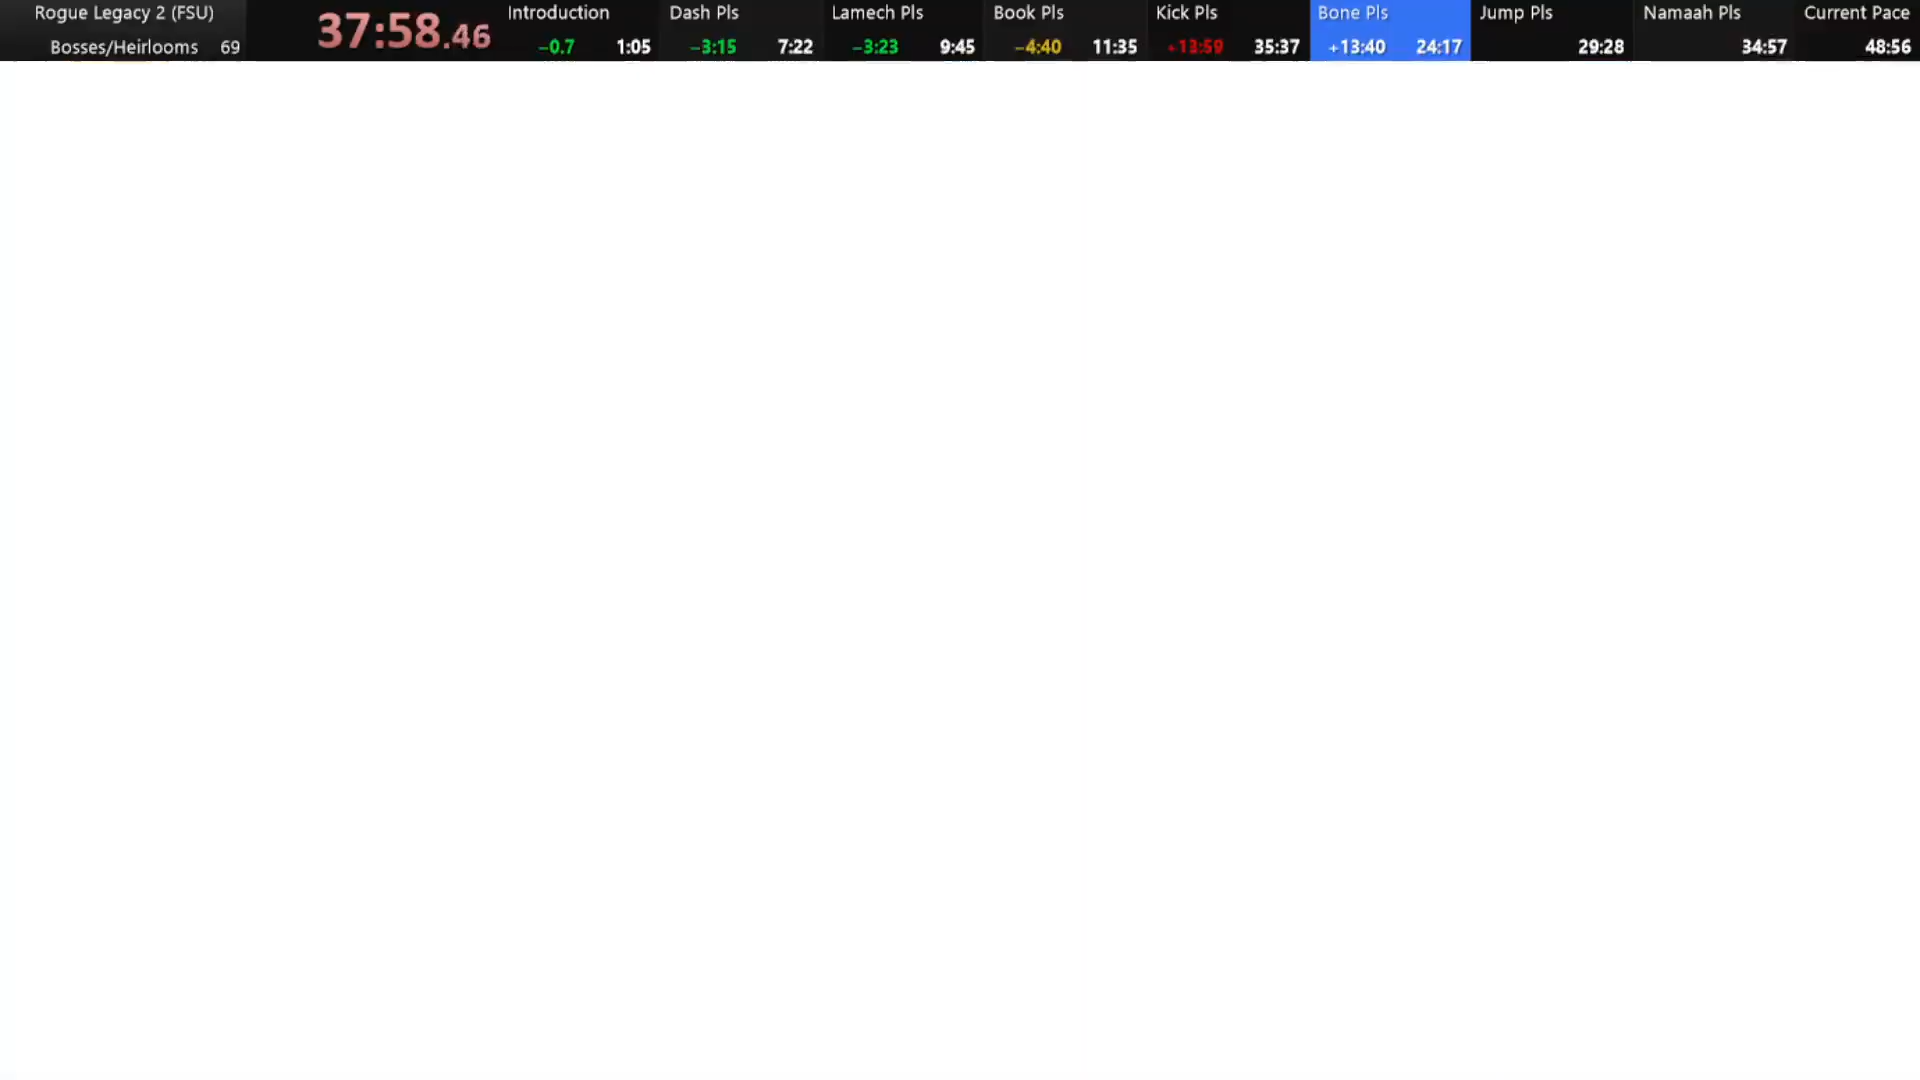 Rogue Legacy 2 (FSU)
Bosses/Heirlooms 69
37:58.46
Introduction
−0.7 1:05
Dash Pls
−3:15 7:22
Lamech Pls
−3:23 9:45
Book Pls
−4:40 11:35
Kick Pls
+13:59 35:37
Bone Pls
+13:40 24:17
Jump Pls
29:28
Namaah Pls
34:57
Current Pace
48:56